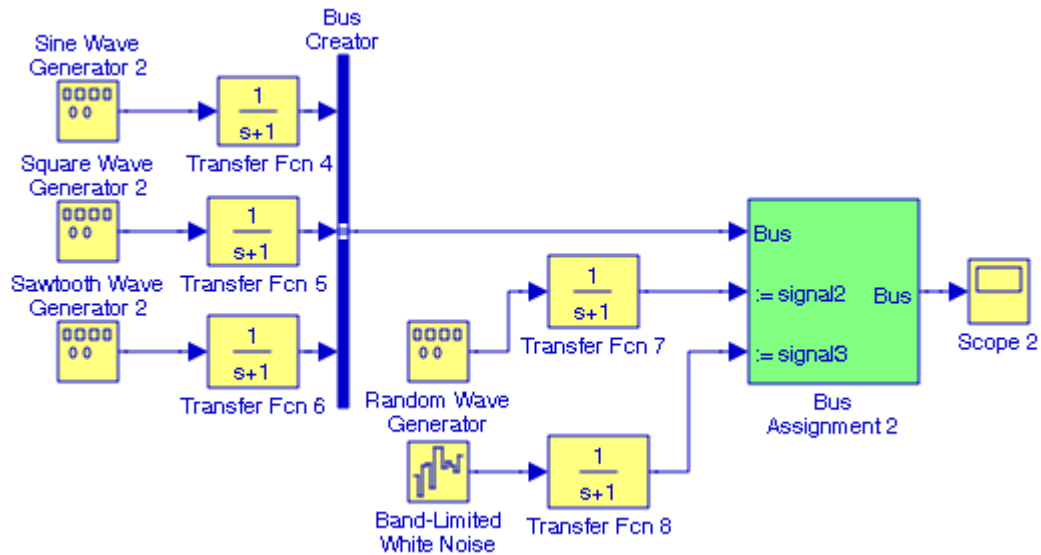 Bus
Creator
Sine Wave
Generator 2
1
s+1
Transfer Fcn 4
Square Wave
Generator 2
1
s+1
Transfer Fcn 5
Sawtooth Wave
Generator 2
1
s+1
Transfer Fcn 6
Random Wave
Generator
1
s+1
Transfer Fcn 7
Band-Limited
White Noise
1
s+1
Transfer Fcn 8
Bus
:= signal2
Bus
:= signal3
Bus
Assignment 2
Scope 2